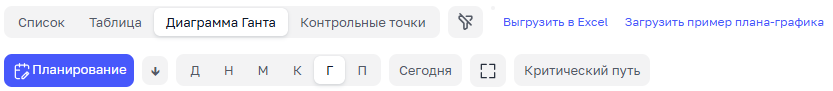 Список Таблица Диаграмма Ганта Контрольные точки Выгрузить в Excel Загрузить пример плана-графика
Планирование Д Н М К Г П Сегодня Критический путь